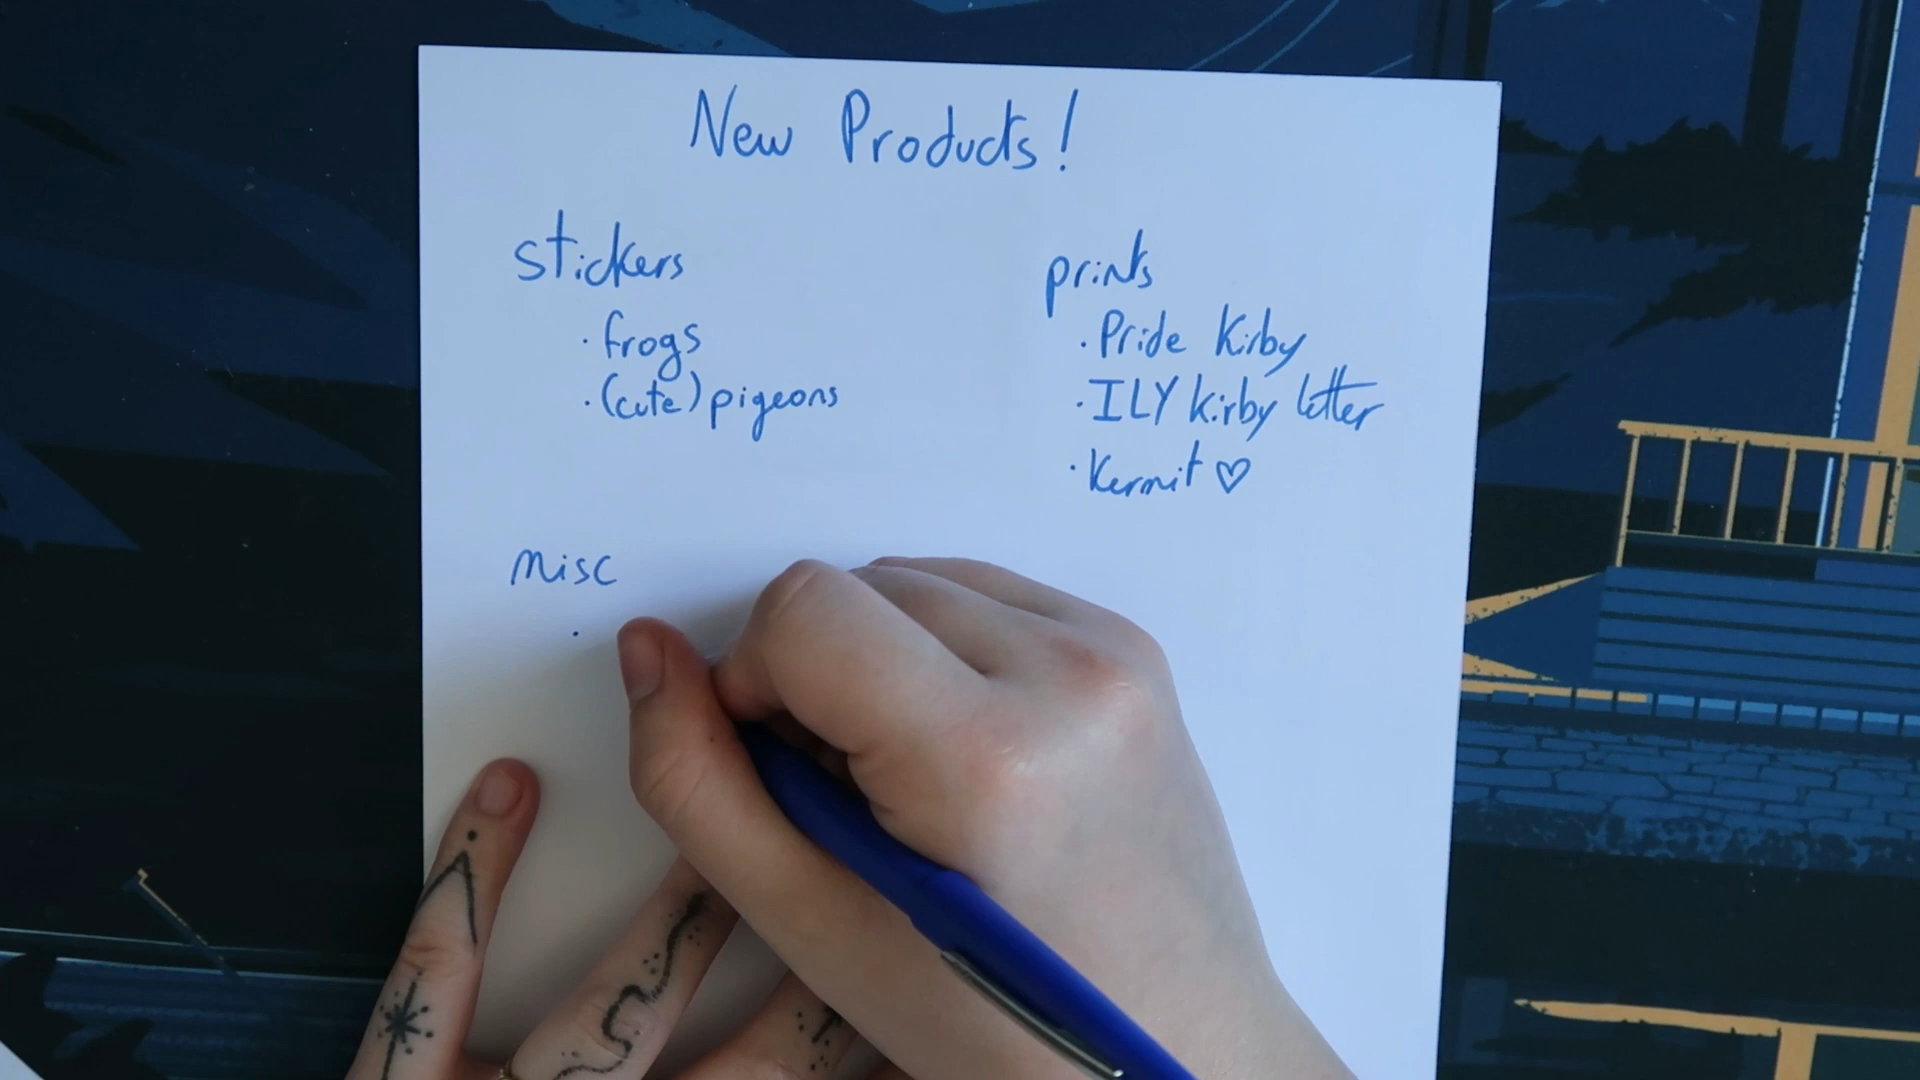 New Products!
stickers
· frogs
· (cute) pigeons
prints
· Pride Kirby
· ILY Kirby letter
· Kermit ♡
misc
·